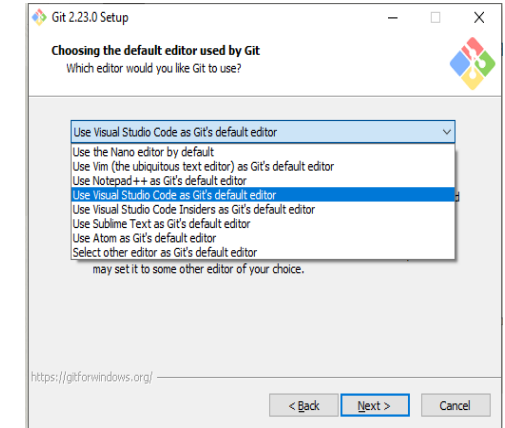 Git 2.23.0 Setup
Choosing the default editor used by Git
Which editor would you like Git to use?
Use Visual Studio Code as Git's default editor
Use the Nano editor by default
Use Vim (the ubiquitous text editor) as Git's default editor
Use Notepad++ as Git's default editor
Use Visual Studio Code as Git's default editor
Use Visual Studio Code Insiders as Git's default editor
Use Sublime Text as Git's default editor
Use Atom as Git's default editor
Select other editor as Git's default editor
may set it to some other editor of your choice.
https://gitforwindows.org/
< Back
Next >
Cancel